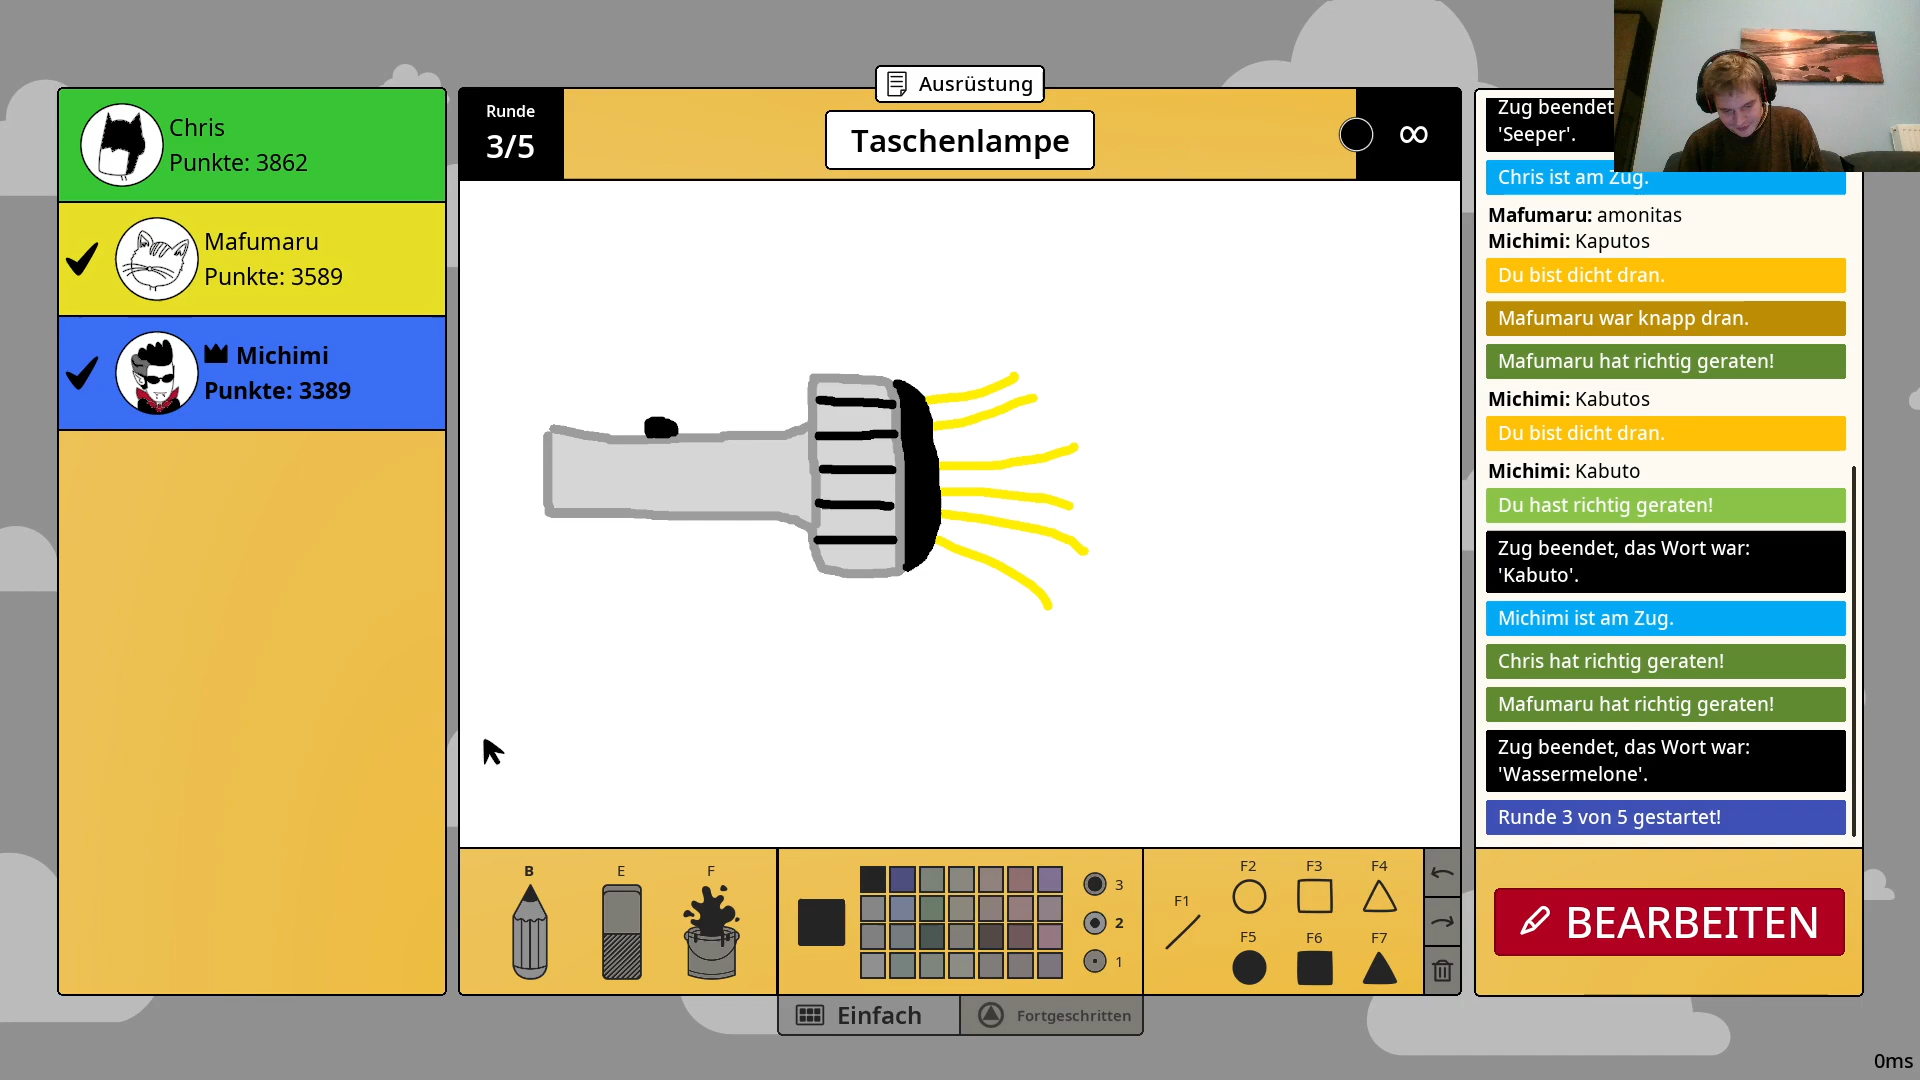 Ausrüstung
Runde
3/5
Taschenlampe
∞
Chris
Punkte: 3862
Mafumaru
Punkte: 3589
Michimi
Punkte: 3389
Zug beendet
'Seeper'.
Chris ist am Zug.
Mafumaru: amonitas
Michimi: Kaputos
Du bist dicht dran.
Mafumaru war knapp dran.
Mafumaru hat richtig geraten!
Michimi: Kabutos
Du bist dicht dran.
Michimi: Kabuto
Du hast richtig geraten!
Zug beendet, das Wort war:
'Kabuto'.
Michimi ist am Zug.
Chris hat richtig geraten!
Mafumaru hat richtig geraten!
Zug beendet, das Wort war:
'Wassermelone'.
Runde 3 von 5 gestartet!
B
E
F
3
2
1
F1
F2
F3
F4
F5
F6
F7
BEARBEITEN
Einfach
Fortgeschritten
0ms